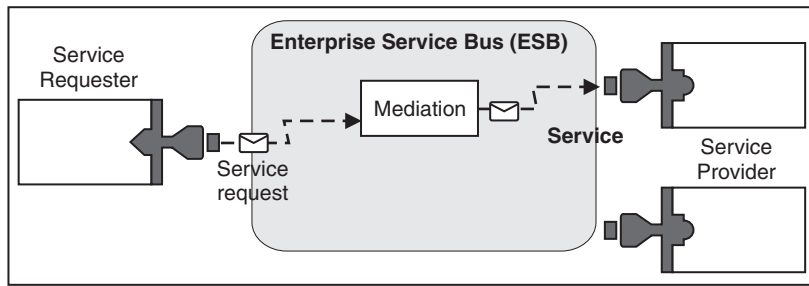 Enterprise Service Bus (ESB)
Service
Requester
Mediation
Service
Service
request
Service
Provider